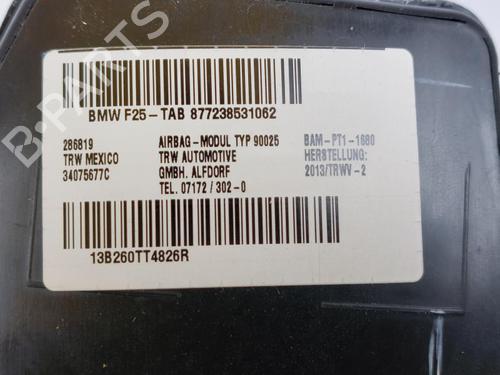 BMW F25-TAB 877238531062
286819
TRW MEXICO
34075677C
AIRBAG-MODUL TYP 90025
TRW AUTOMOTIVE
GMBH. ALFDORF
TEL. 07172 / 302-0
BAM-PT1-1680
HERSTELLUNG:
2013/TRWV-2
13B260TT4826R
B-PARTS